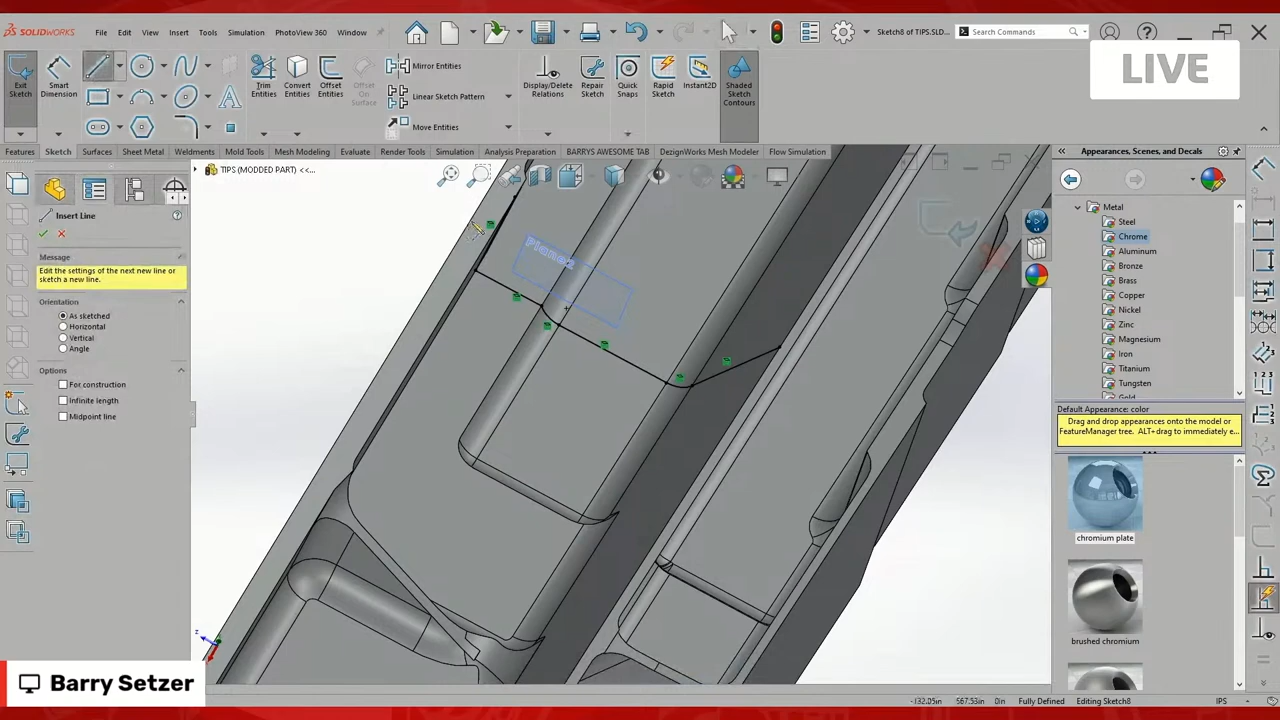 SOLIDWORKS
File
Edit
View
Insert
Tools
Simulation
PhotoView 360
Window
Sketch8 of TIPS.SLD...
Search Commands
LIVE
Exit Sketch
Smart Dimension
Trim Entities
Convert Entities
Offset Entities
Offset On Surface
Mirror Entities
Linear Sketch Pattern
Move Entities
Display/Delete Relations
Repair Sketch
Quick Snaps
Rapid Sketch
Instant2D
Shaded Sketch Contours
Features
Sketch
Surfaces
Sheet Metal
Weldments
Mold Tools
Mesh Modeling
Evaluate
Render Tools
Simulation
Analysis Preparation
BARRYS AWESOME TAB
DezignWorks Mesh Modeler
Flow Simulation
TIPS (MODDED PART) <<...
Insert Line
Message
Edit the settings of the next new line or
sketch a new line.
Orientation
As sketched
Horizontal
Vertical
Angle
Options
For construction
Infinite length
Midpoint line
Plane2
Appearances, Scenes, and Decals
Metal
Steel
Chrome
Aluminum
Bronze
Brass
Copper
Nickel
Zinc
Magnesium
Iron
Titanium
Tungsten
Gold
Default Appearance: color
Drag and drop appearances onto the model or
FeatureManager tree. ALT+drag to immediately e...
chromium plate
brushed chromium
Barry Setzer
-132.05in
567.53in
0in
Fully Defined
Editing Sketch8
IPS